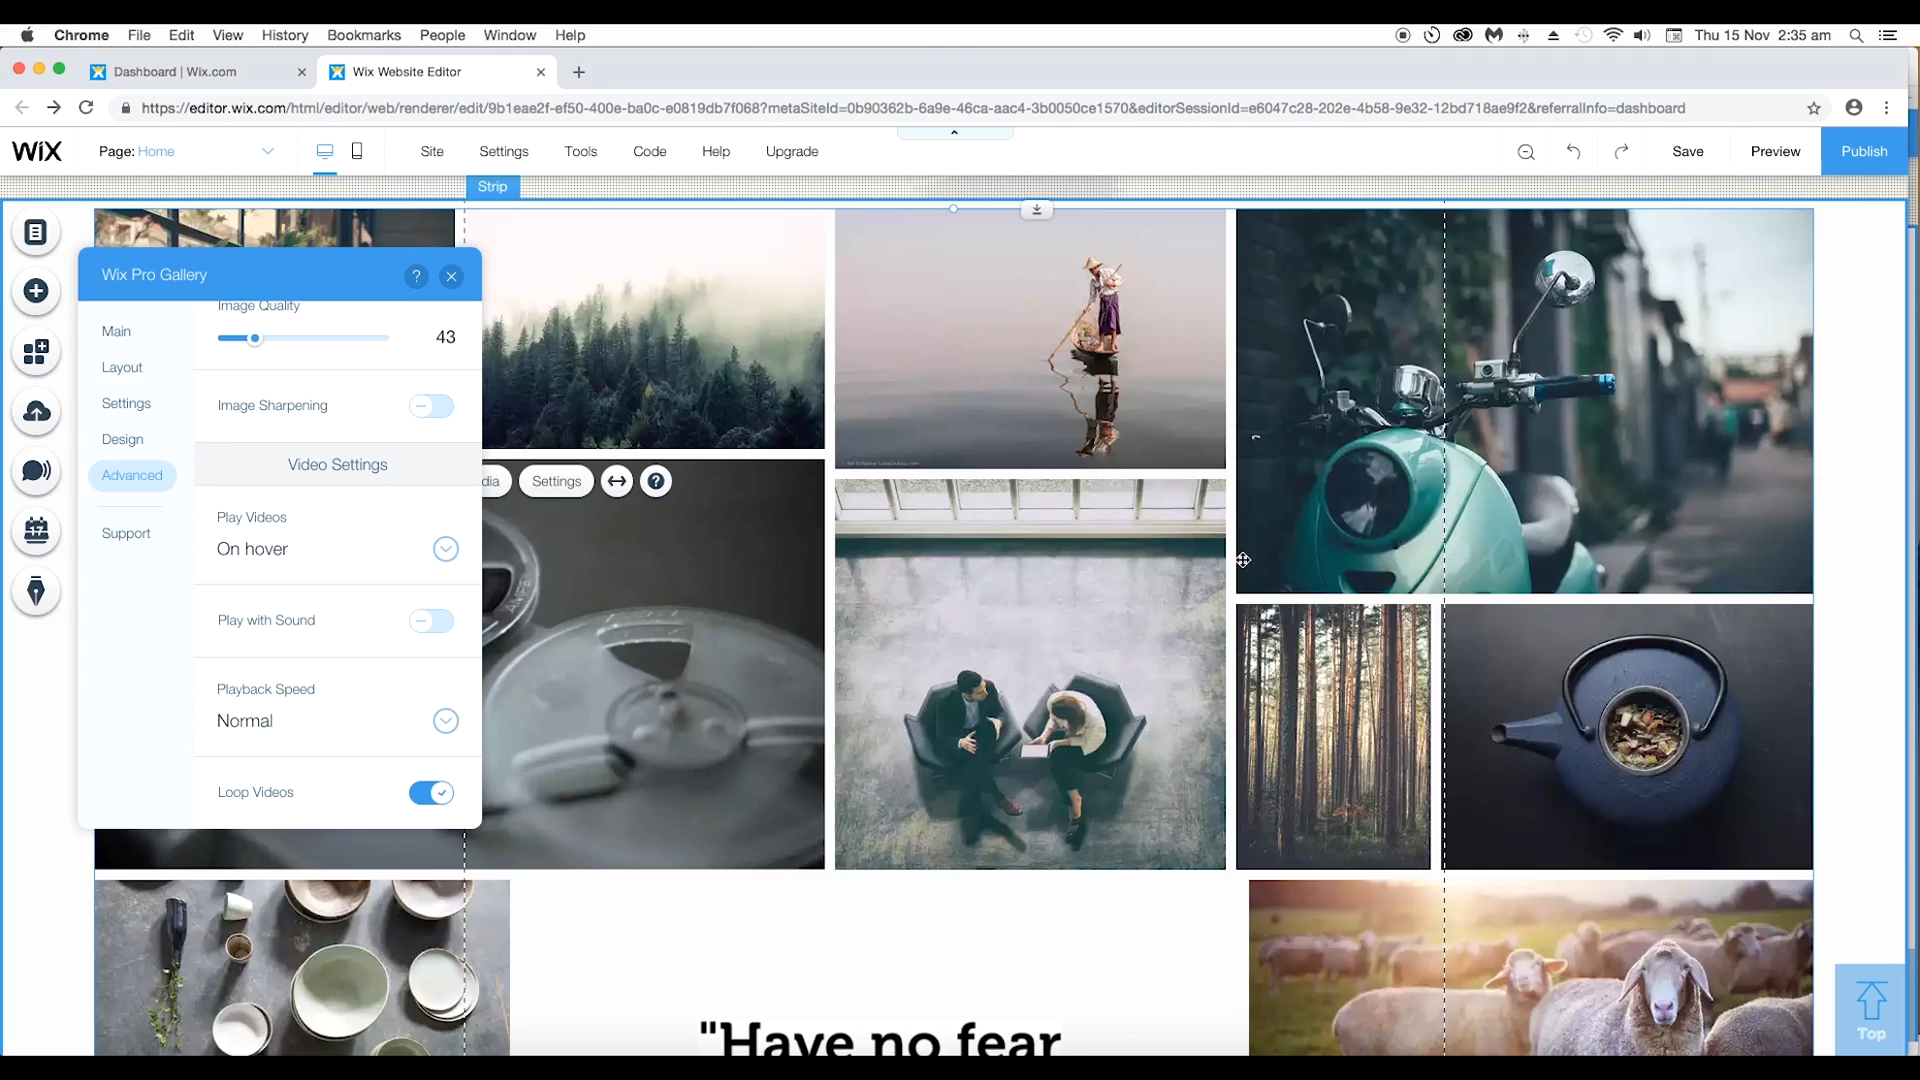 Chrome File Edit View History Bookmarks People Window Help Thu 15 Nov 2:35 am
Dashboard | Wix.com Wix Website Editor
https://editor.wix.com/html/editor/web/renderer/edit/9b1eae2f-ef50-400e-ba0c-e0819db7f068?metaSiteId=0b90362b-6a9e-46ca-aac4-3b0050ce1570&editorSessionId=e6047c28-202e-4b58-9e32-12bd718ae9f2&referralInfo=dashboard
WiX Page: Home Site Settings Tools Code Help Upgrade Save Preview Publish
Strip
Wix Pro Gallery ?
Main
Layout
Settings
Design
Advanced
Support
Image Quality
43
Image Sharpening
Video Settings
Play Videos
On hover
Play with Sound
Playback Speed
Normal
Loop Videos
dia Settings ?
17
"Have no fear
Top